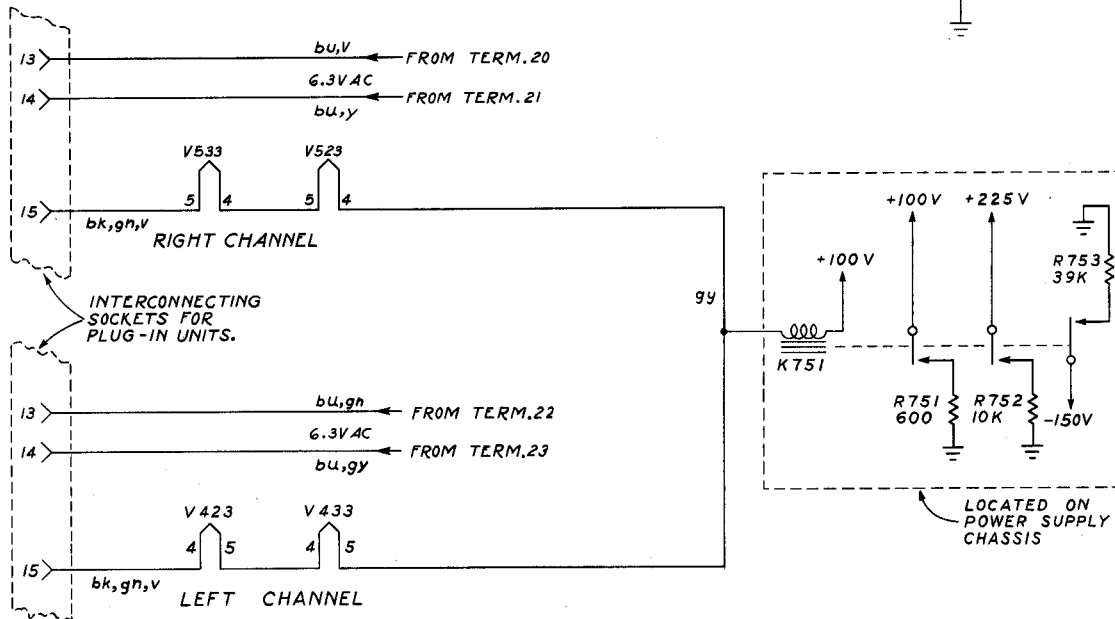 13
bu,v
FROM TERM.20
14
6.3VAC
FROM TERM.21
bu,y
V533
V523
5
4
5
4
15
bk,gn,v
RIGHT CHANNEL
INTERCONNECTING
SOCKETS FOR
PLUG-IN UNITS.
gy
+100V
+100V
+225V
R753
39K
K751
R751
600
R752
10K
-150V
LOCATED ON
POWER SUPPLY
CHASSIS
13
bu,gn
FROM TERM.22
14
6.3VAC
FROM TERM.23
bu,gy
V423
V433
4
5
4
5
15
bk,gn,v
LEFT CHANNEL